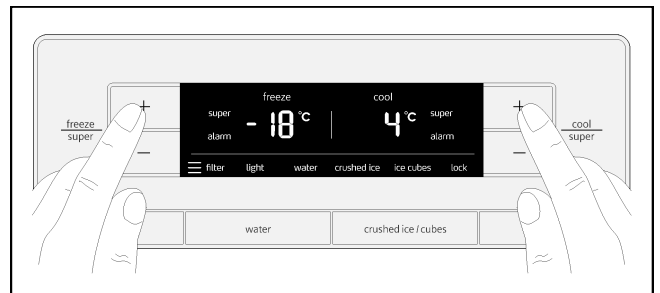 freeze cool
+ super -18 °C 4 °C super +
freeze
super
cool
super
alarm alarm
− −
filter light water crushed ice ice cubes lock
water crushed ice / cubes